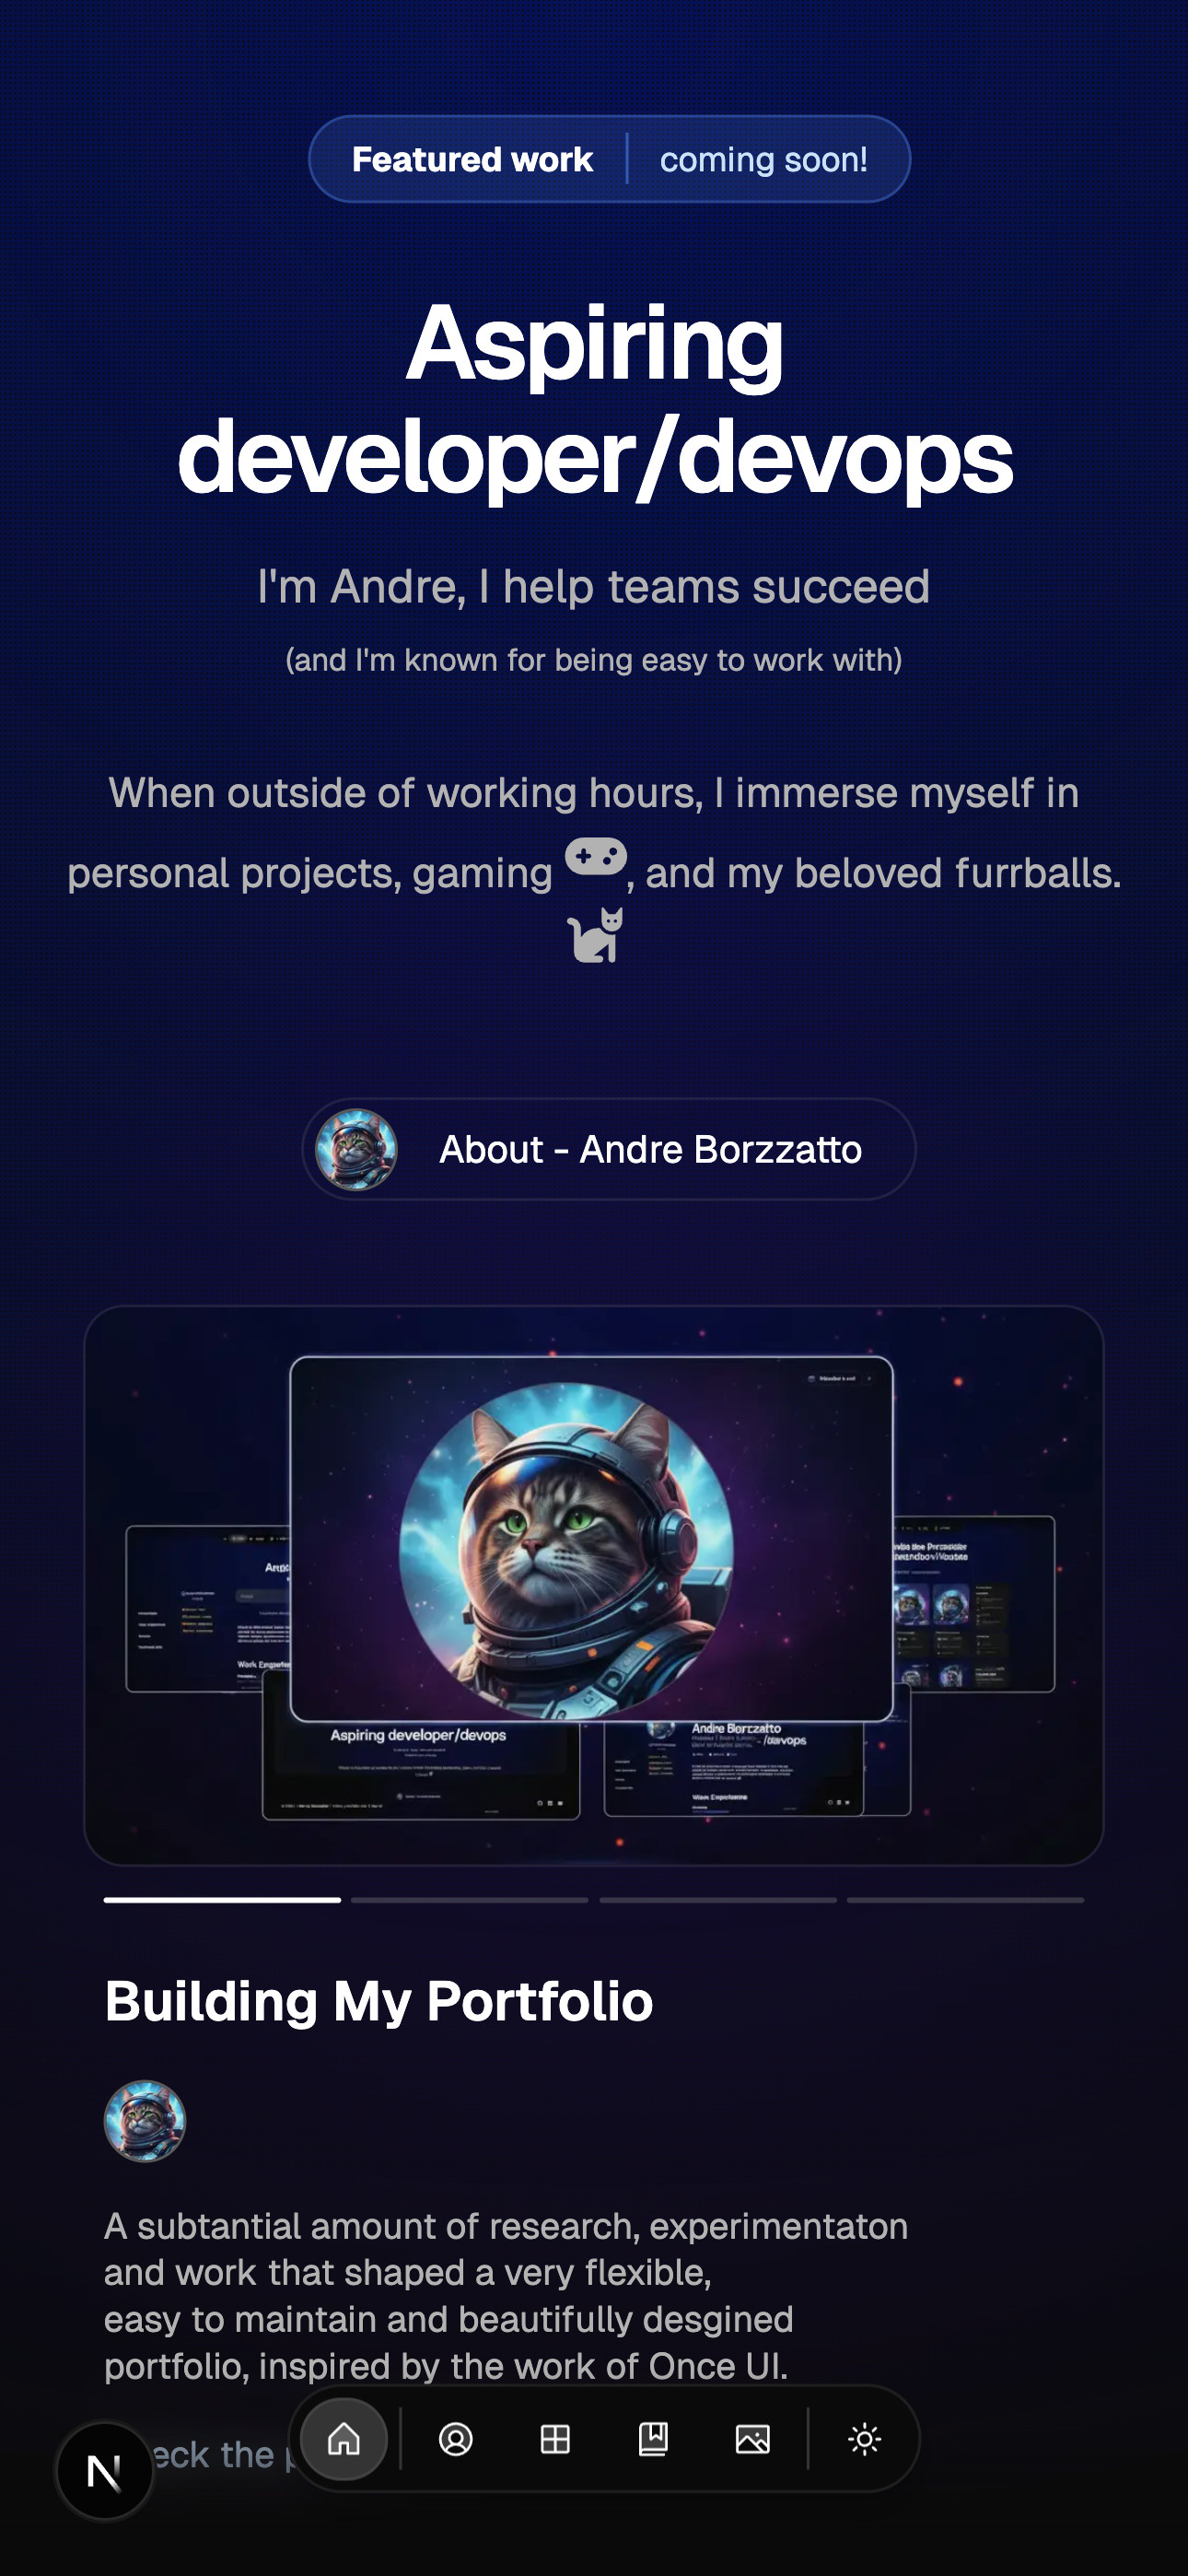 Featured work
coming soon!
Aspiring
developer/devops
I'm Andre, I help teams succeed
(and I'm known for being easy to work with)
When outside of working hours, I immerse myself in
personal projects, gaming , and my beloved furrballs.
About - Andre Borzzatto
Aspiring developer/devops
Andre Borzzatto
/devops
Work Experience
Building My Portfolio
A subtantial amount of research, experimentaton
and work that shaped a very flexible,
easy to maintain and beautifully desgined
portfolio, inspired by the work of Once UI.
eck the
N